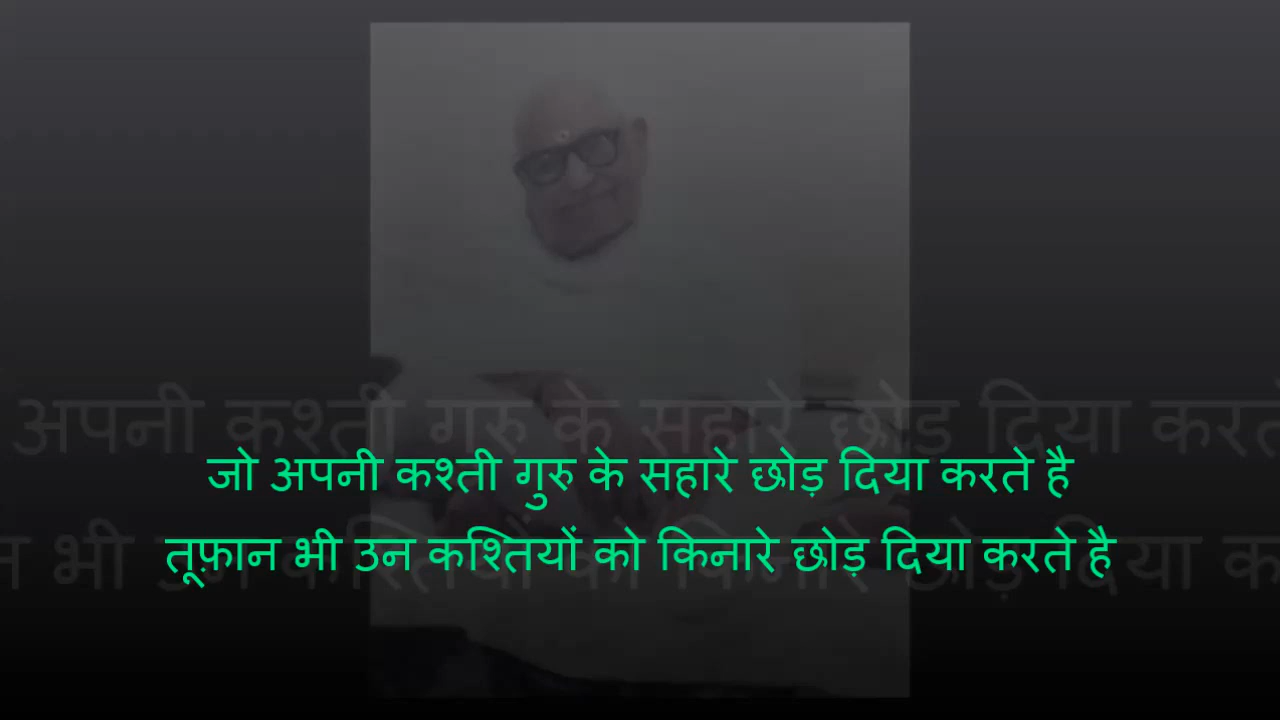 जो अपनी कश्ती गुरु के सहारे छोड़ दिया करते है
तूफ़ान भी उन कश्तियों को किनारे छोड़ दिया करते है